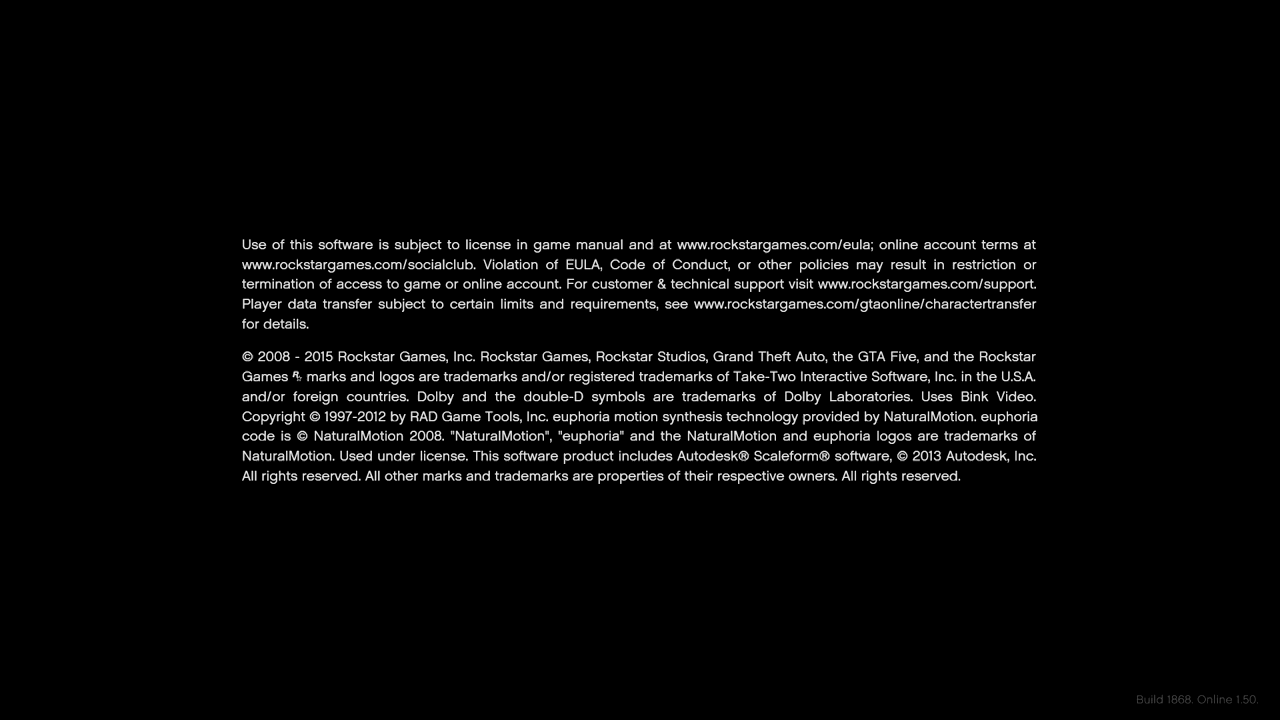 Use of this software is subject to license in game manual and at www.rockstargames.com/eula; online account terms at
www.rockstargames.com/socialclub. Violation of EULA, Code of Conduct, or other policies may result in restriction or
termination of access to game or online account. For customer & technical support visit www.rockstargames.com/support.
Player data transfer subject to certain limits and requirements, see www.rockstargames.com/gtaonline/charactertransfer
for details.
© 2008 - 2015 Rockstar Games, Inc. Rockstar Games, Rockstar Studios, Grand Theft Auto, the GTA Five, and the Rockstar
Games R* marks and logos are trademarks and/or registered trademarks of Take-Two Interactive Software, Inc. in the U.S.A.
and/or foreign countries. Dolby and the double-D symbols are trademarks of Dolby Laboratories. Uses Bink Video.
Copyright © 1997-2012 by RAD Game Tools, Inc. euphoria motion synthesis technology provided by NaturalMotion. euphoria
code is © NaturalMotion 2008. "NaturalMotion", "euphoria" and the NaturalMotion and euphoria logos are trademarks of
NaturalMotion. Used under license. This software product includes Autodesk® Scaleform® software, © 2013 Autodesk, Inc.
All rights reserved. All other marks and trademarks are properties of their respective owners. All rights reserved.
Build 1868. Online 1.50.